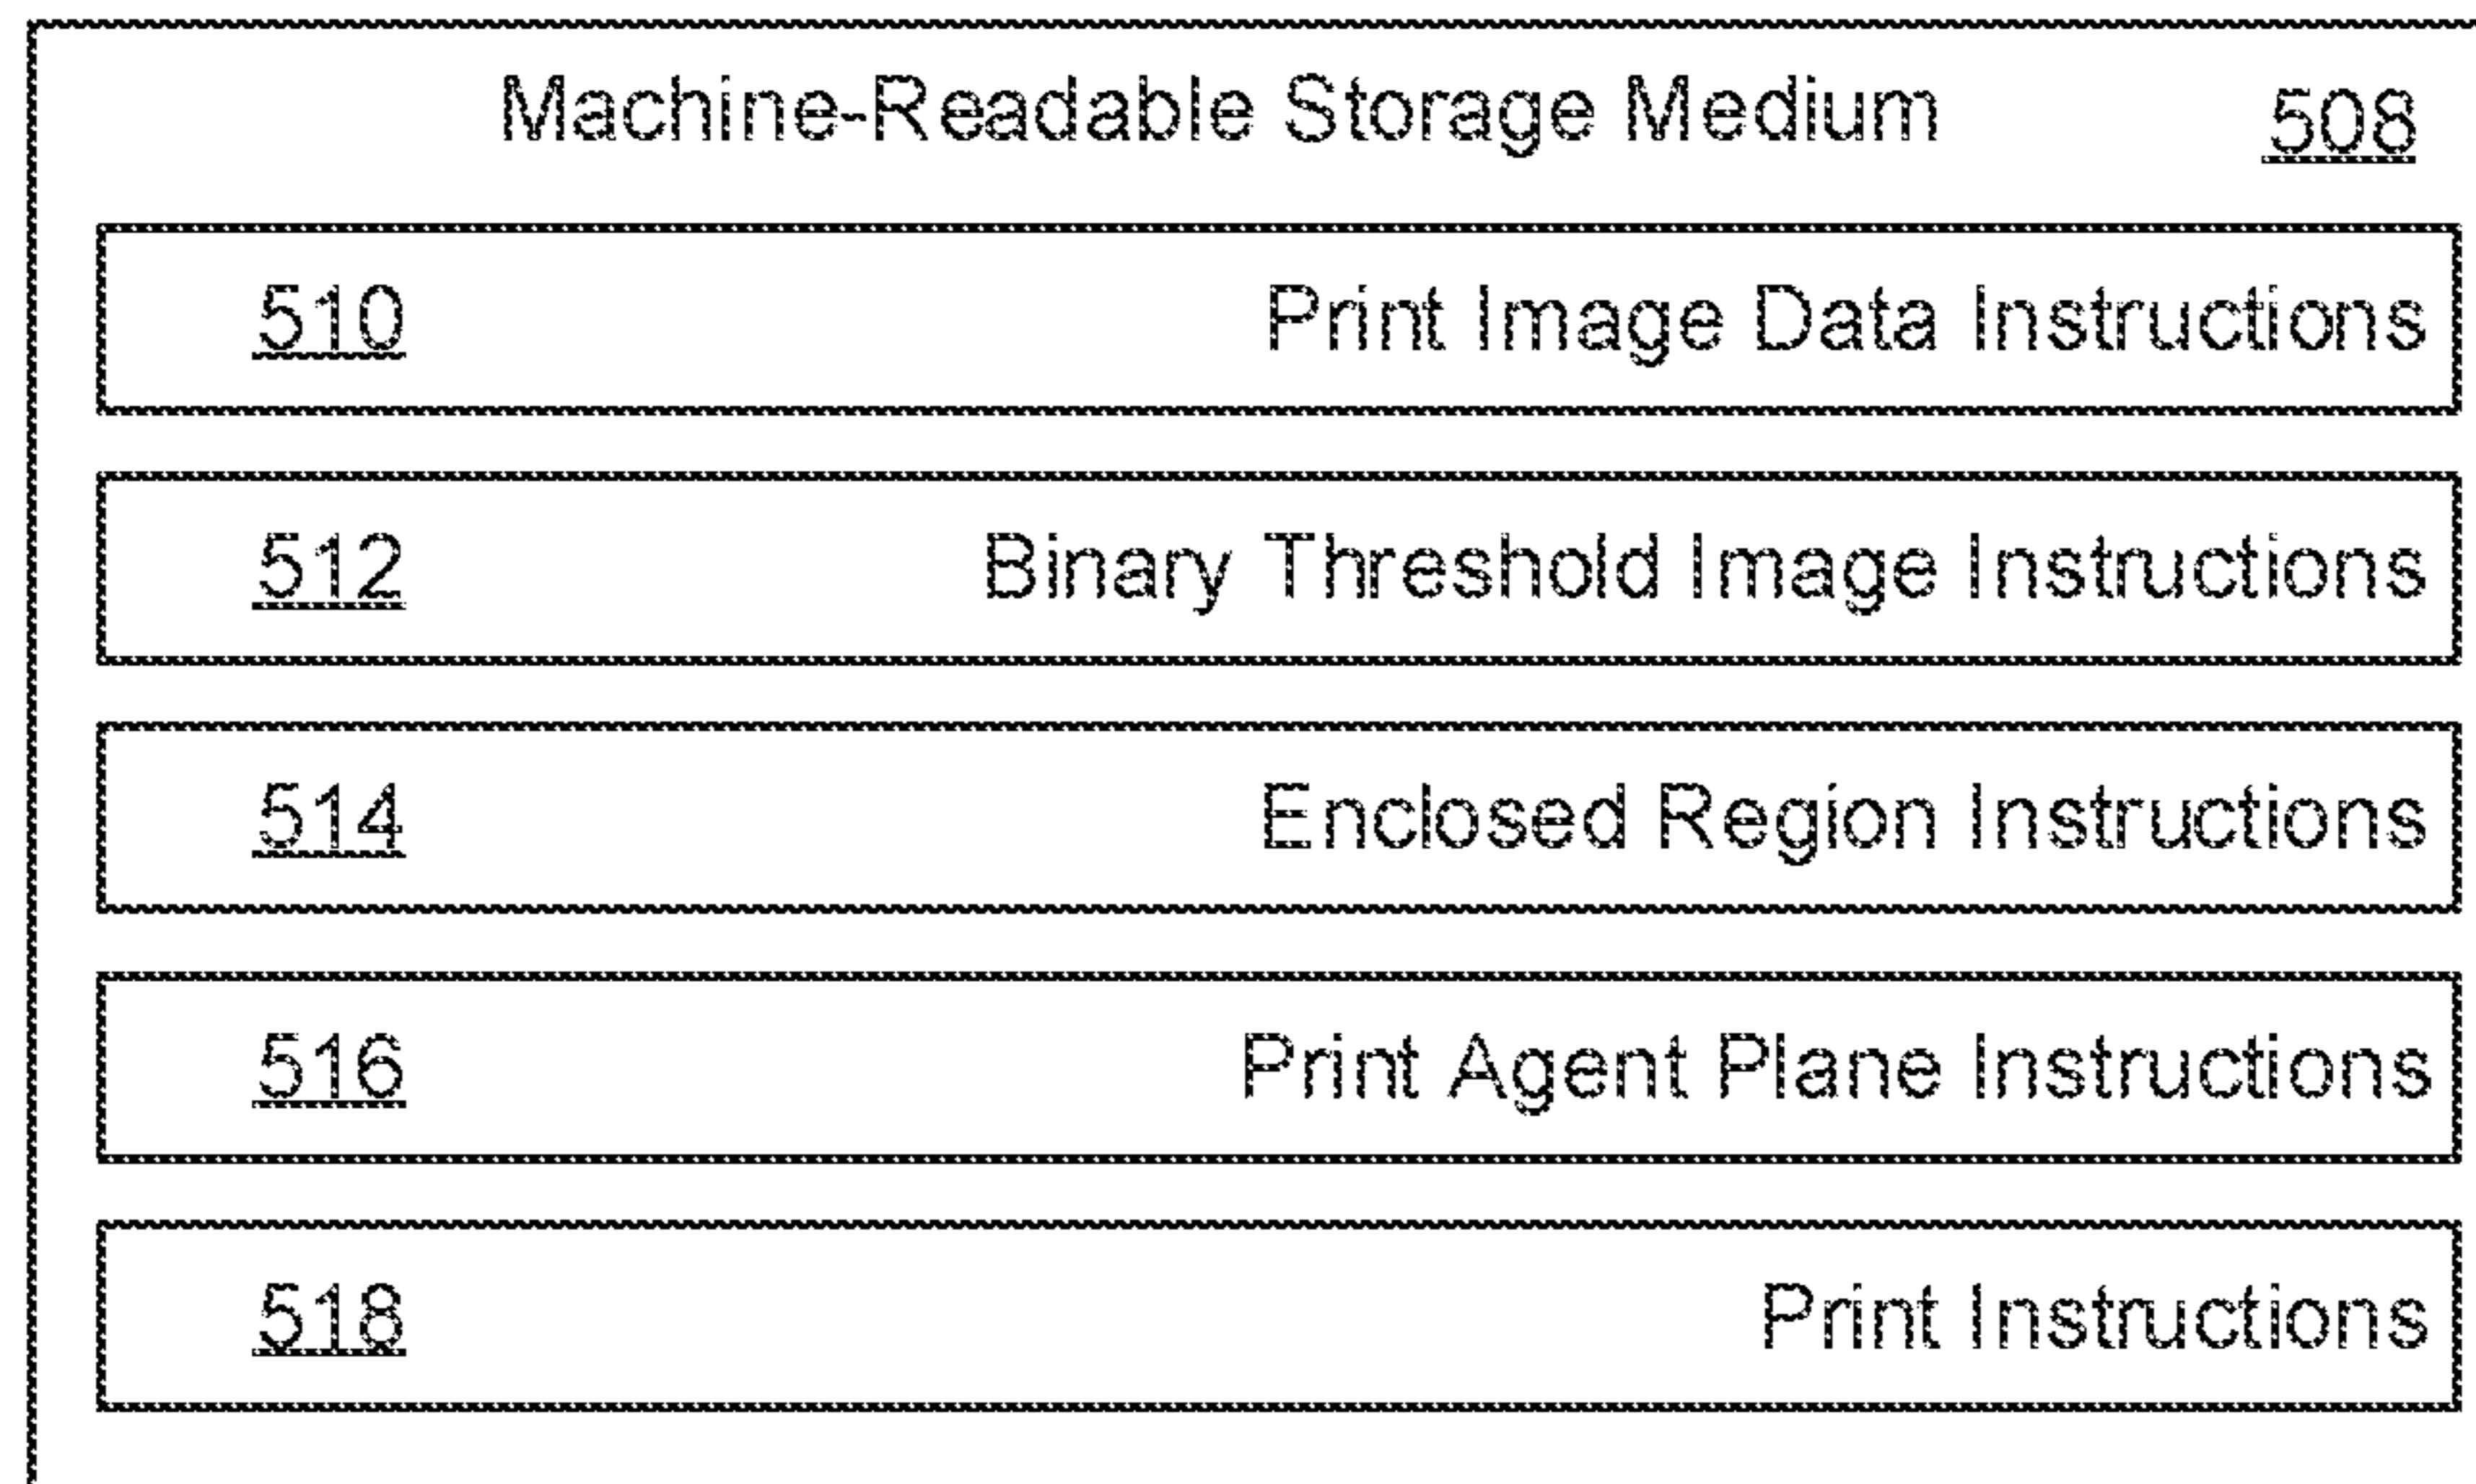 Machine-Readable Storage Medium 508
510 Print Image Data Instructions
512 Binary Threshold Image Instructions
514 Enclosed Region Instructions
516 Print Agent Plane Instructions
518 Print Instructions